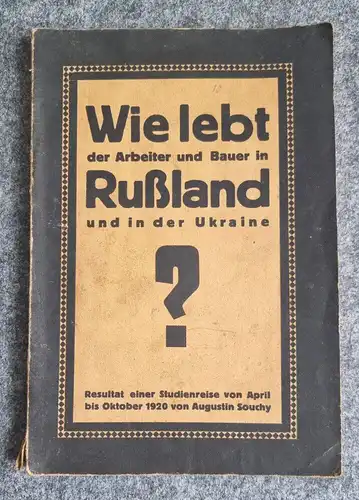 Wie lebt
der Arbeiter und Bauer in
Rußland
und in der Ukraine
?
Resultat einer Studienreise von April
bis Oktober 1920 von Augustin Souchy